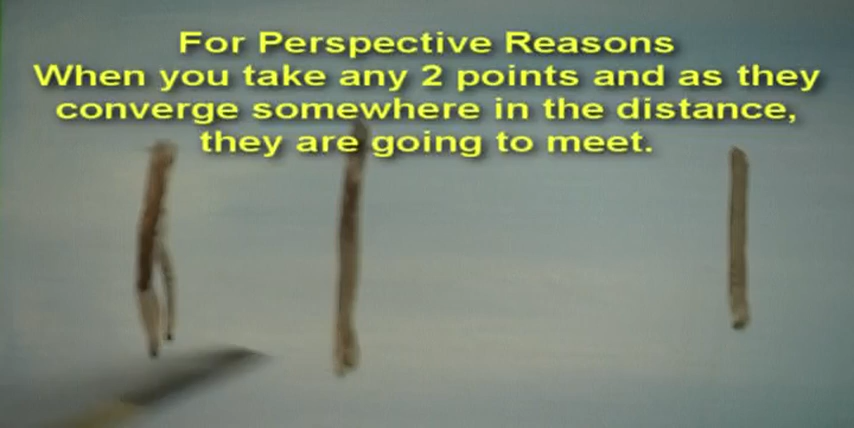 For Perspective Reasons
When you take any 2 points and as they
converge somewhere in the distance,
they are going to meet.